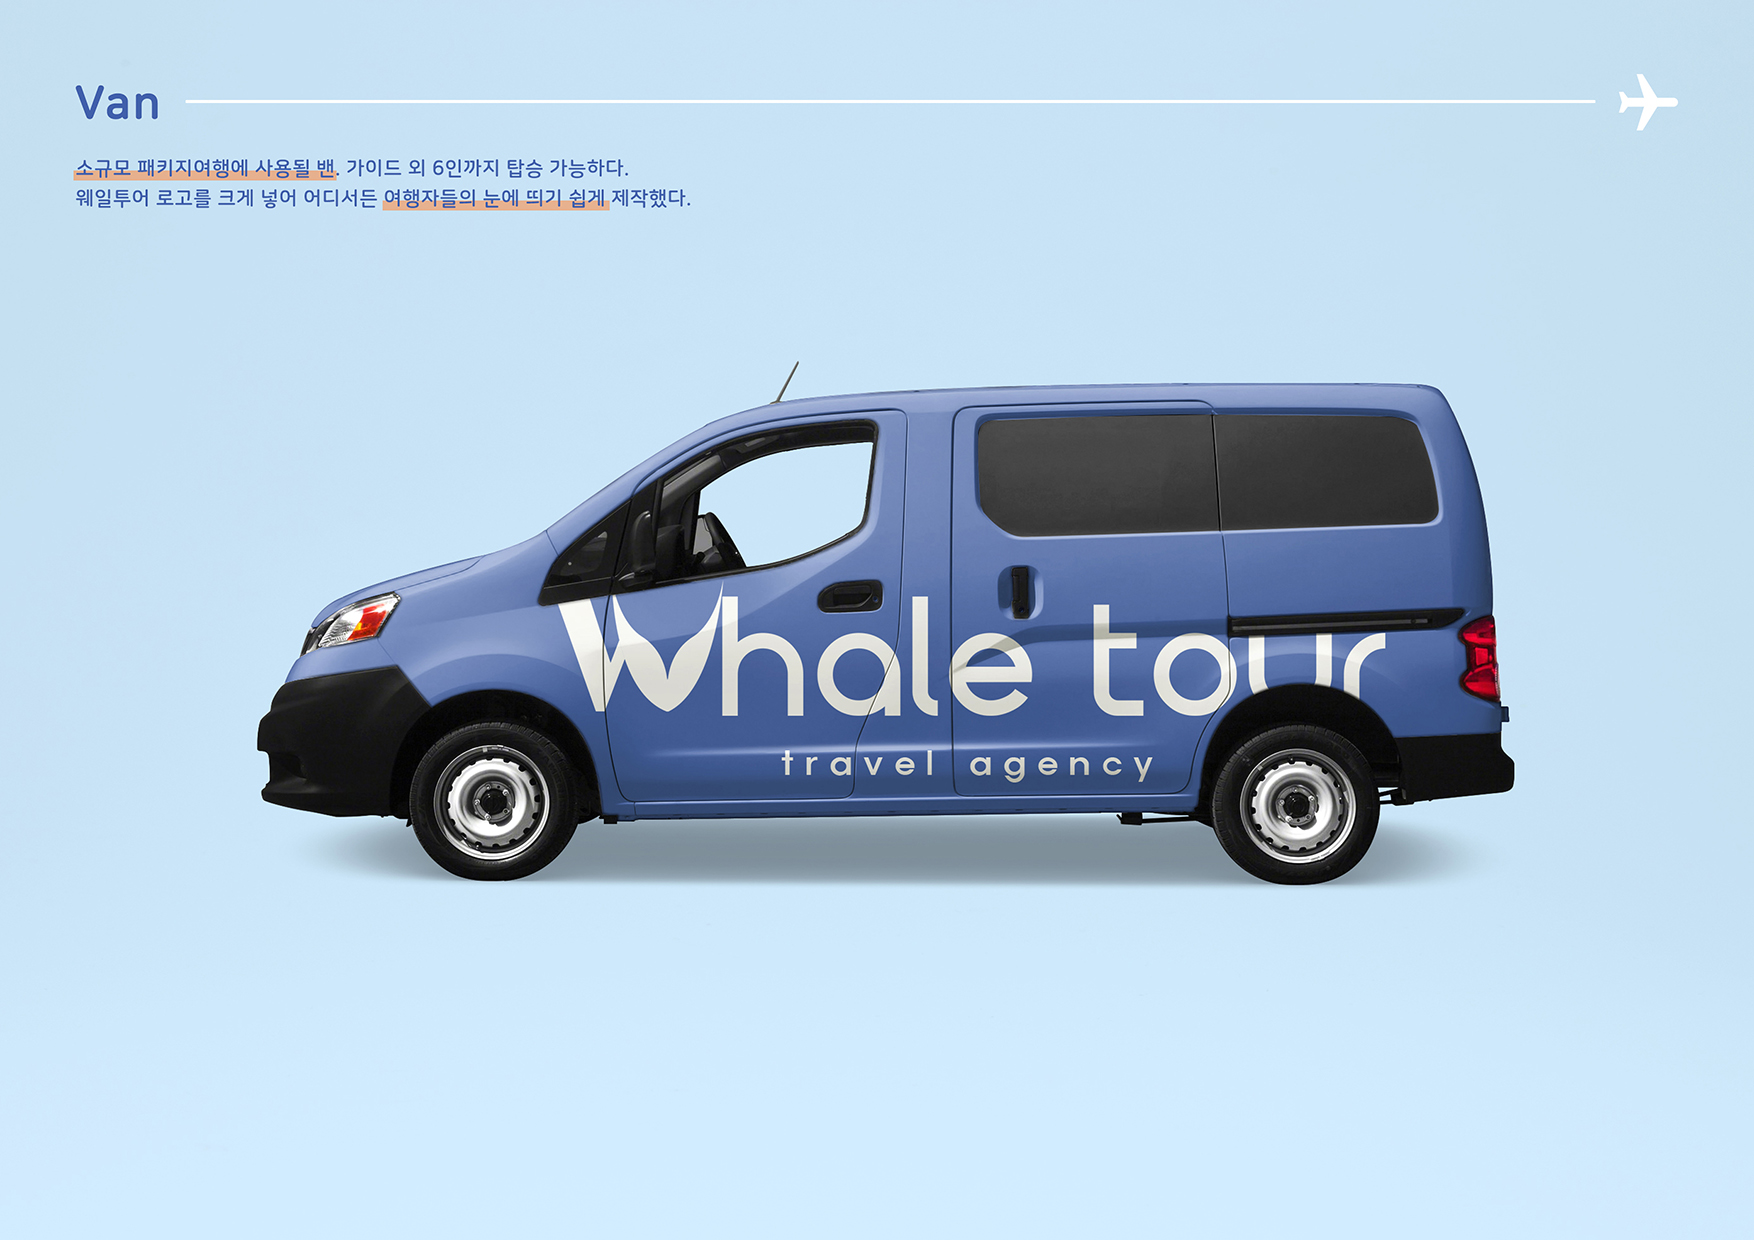 Van
소규모 패키지여행에 사용될 밴. 가이드 외 6인까지 탑승 가능하다.
웨일투어 로고를 크게 넣어 어디서든 여행자들의 눈에 띄기 쉽게 제작했다.
Whale tour
travel agency